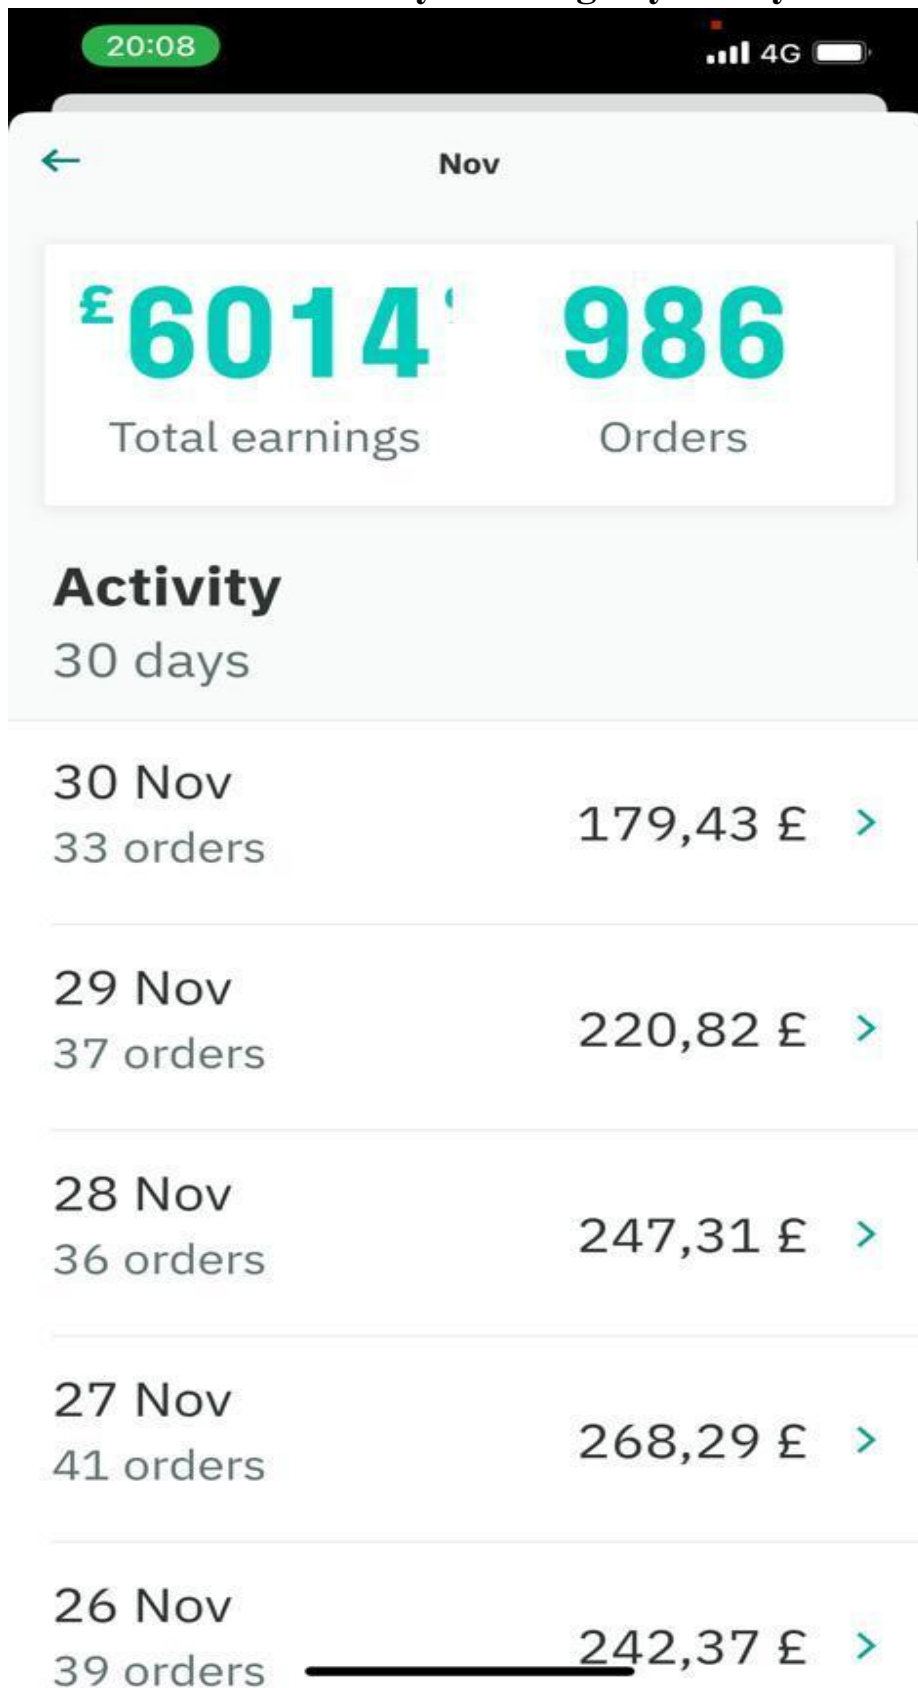 20:08
4G
Nov
£6014 986
Total earnings Orders
Activity
30 days
30 Nov
33 orders
179,43 £
29 Nov
37 orders
220,82 £
28 Nov
36 orders
247,31 £
27 Nov
41 orders
268,29 £
26 Nov
39 orders
242,37 £